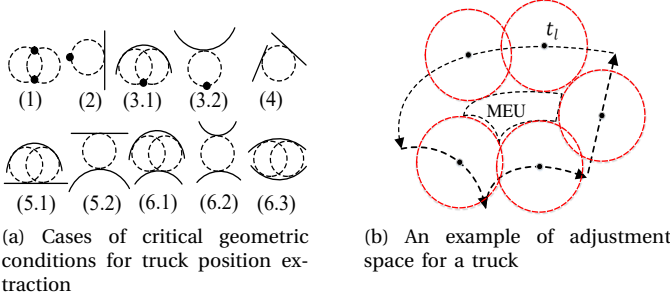 (1) (2) (3.1) (3.2) (4)
(5.1) (5.2) (6.1) (6.2) (6.3)
(a) Cases of critical geometric
conditions for truck position ex-
traction
t_l
MEU
(b) An example of adjustment
space for a truck